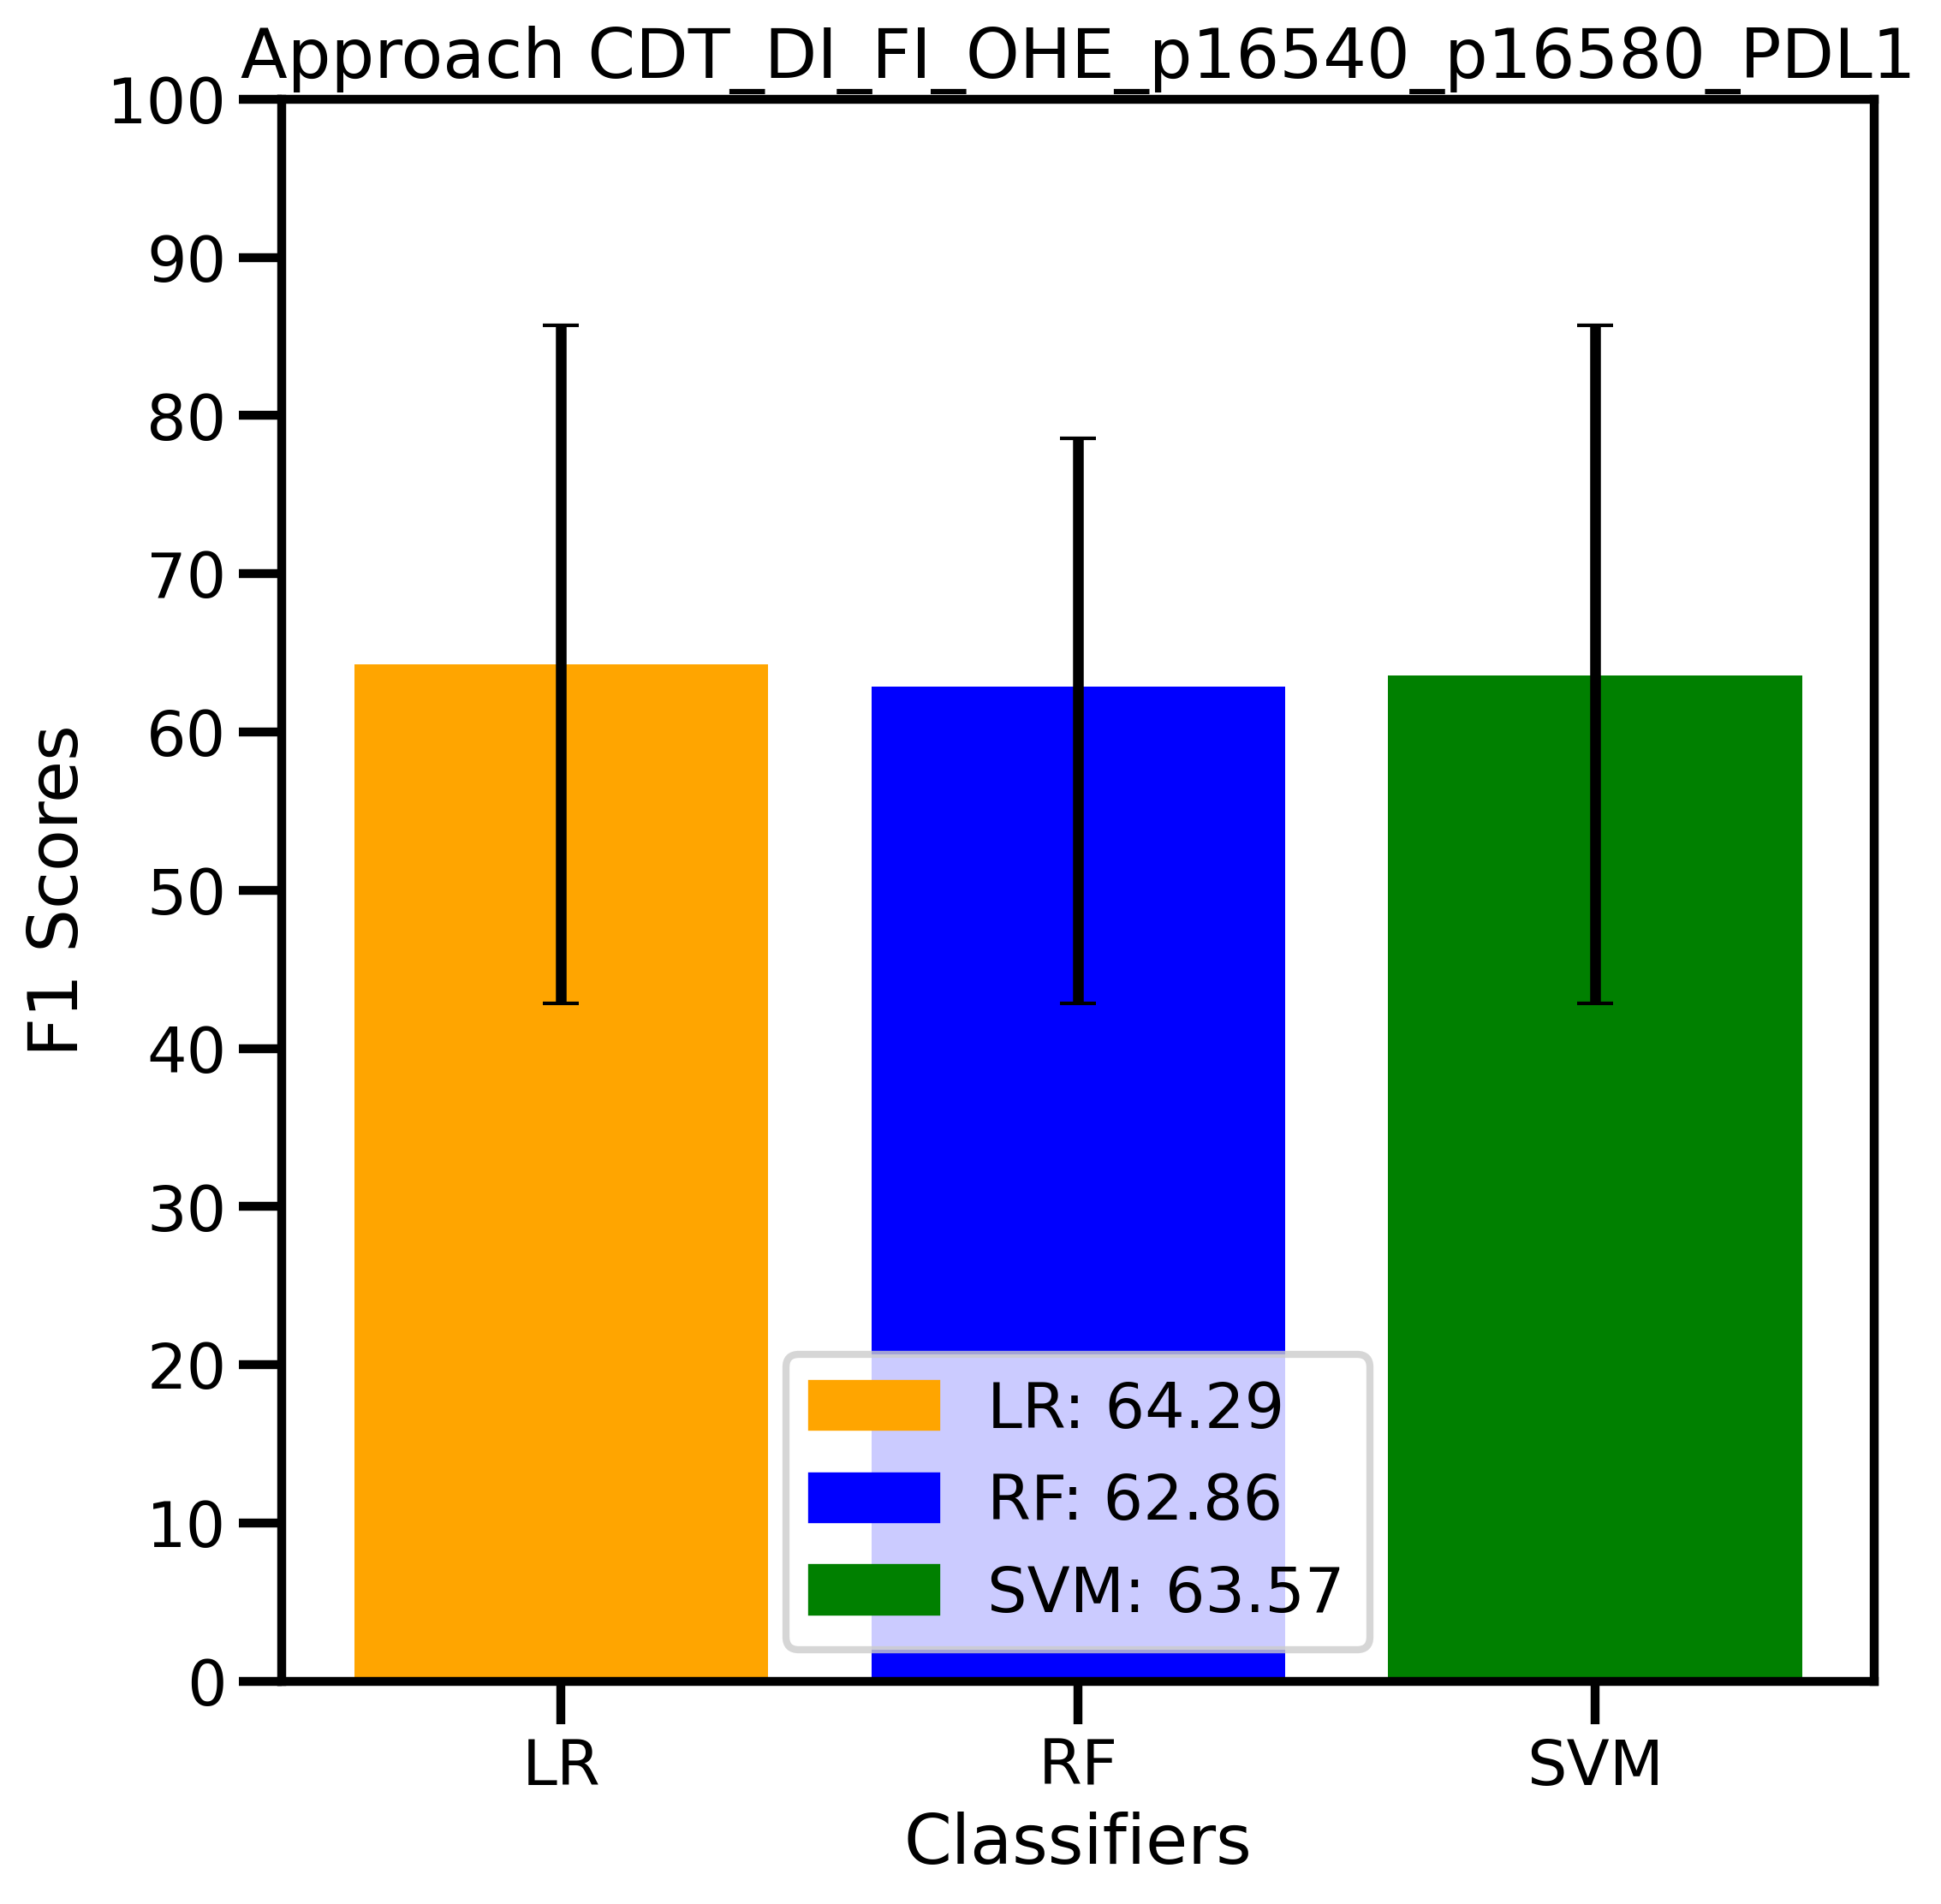 Approach CDT_DI_FI_OHE_p16540_p16580_PDL1
100
90
80
70
60
50
40
30
20
10
0
F1 Scores
LR: 64.29
RF: 62.86
SVM: 63.57
LR
RF
SVM
Classifiers